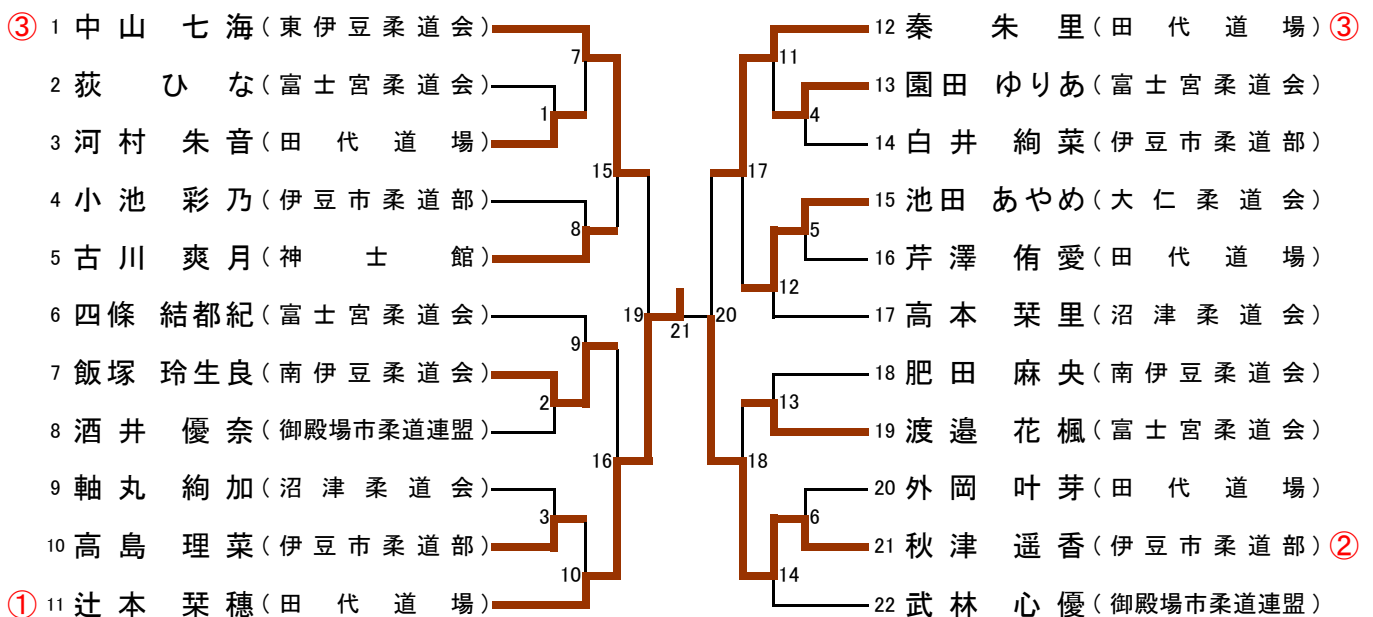 ③ 1 中山 七海(東伊豆柔道会)
2 荻 ひな(富士宮柔道会)
3 河村 朱音(田代道場)
4 小池 彩乃(伊豆市柔道部)
5 古川 爽月(神士館)
6 四條 結都紀(富士宮柔道会)
7 飯塚 玲生良(南伊豆柔道会)
8 酒井 優奈(御殿場市柔道連盟)
9 軸丸 絢加(沼津柔道会)
10 高島 理菜(伊豆市柔道部)
① 11 辻本 栞穂(田代道場)
7
1
15
8
19
9
2
16
3
10
21
11
4
17
5
12
20
13
18
6
14
12 秦 朱里(田代道場) ③
13 園田 ゆりあ(富士宮柔道会)
14 白井 絢菜(伊豆市柔道部)
15 池田 あやめ(大仁柔道会)
16 芹澤 侑愛(田代道場)
17 高本 栞里(沼津柔道会)
18 肥田 麻央(南伊豆柔道会)
19 渡邉 花楓(富士宮柔道会)
20 外岡 叶芽(田代道場)
21 秋津 遥香(伊豆市柔道部) ②
22 武林 心優(御殿場市柔道連盟)